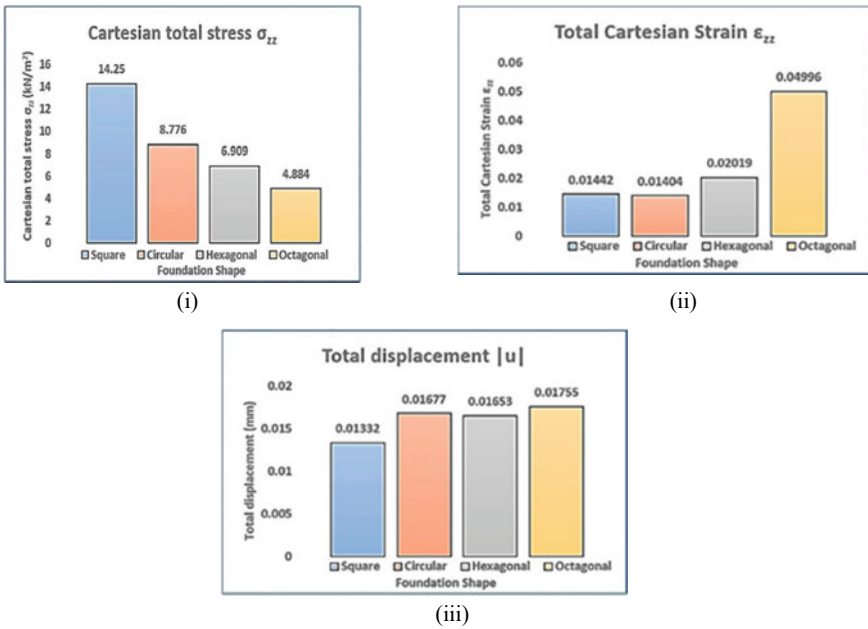 Cartesian total stress σzz
Cartesian total stress σzz (kN/m²)
16
14
12
10
8
6
4
2
0
14.25
8.776
6.909
4.884
Square Circular Hexagonal Octagonal
Foundation Shape
(i)
Total Cartesian Strain εzz
Total Cartesian Strain εzz
0.06
0.05
0.04
0.03
0.02
0.01
0
0.01442
0.01404
0.02019
0.04996
Square Circular Hexagonal Octagonal
Foundation Shape
(ii)
Total displacement |u|
Total displacement (mm)
0.02
0.015
0.01
0.005
0
0.01332
0.01677
0.01653
0.01755
Square Circular Hexagonal Octagonal
Foundation Shape
(iii)